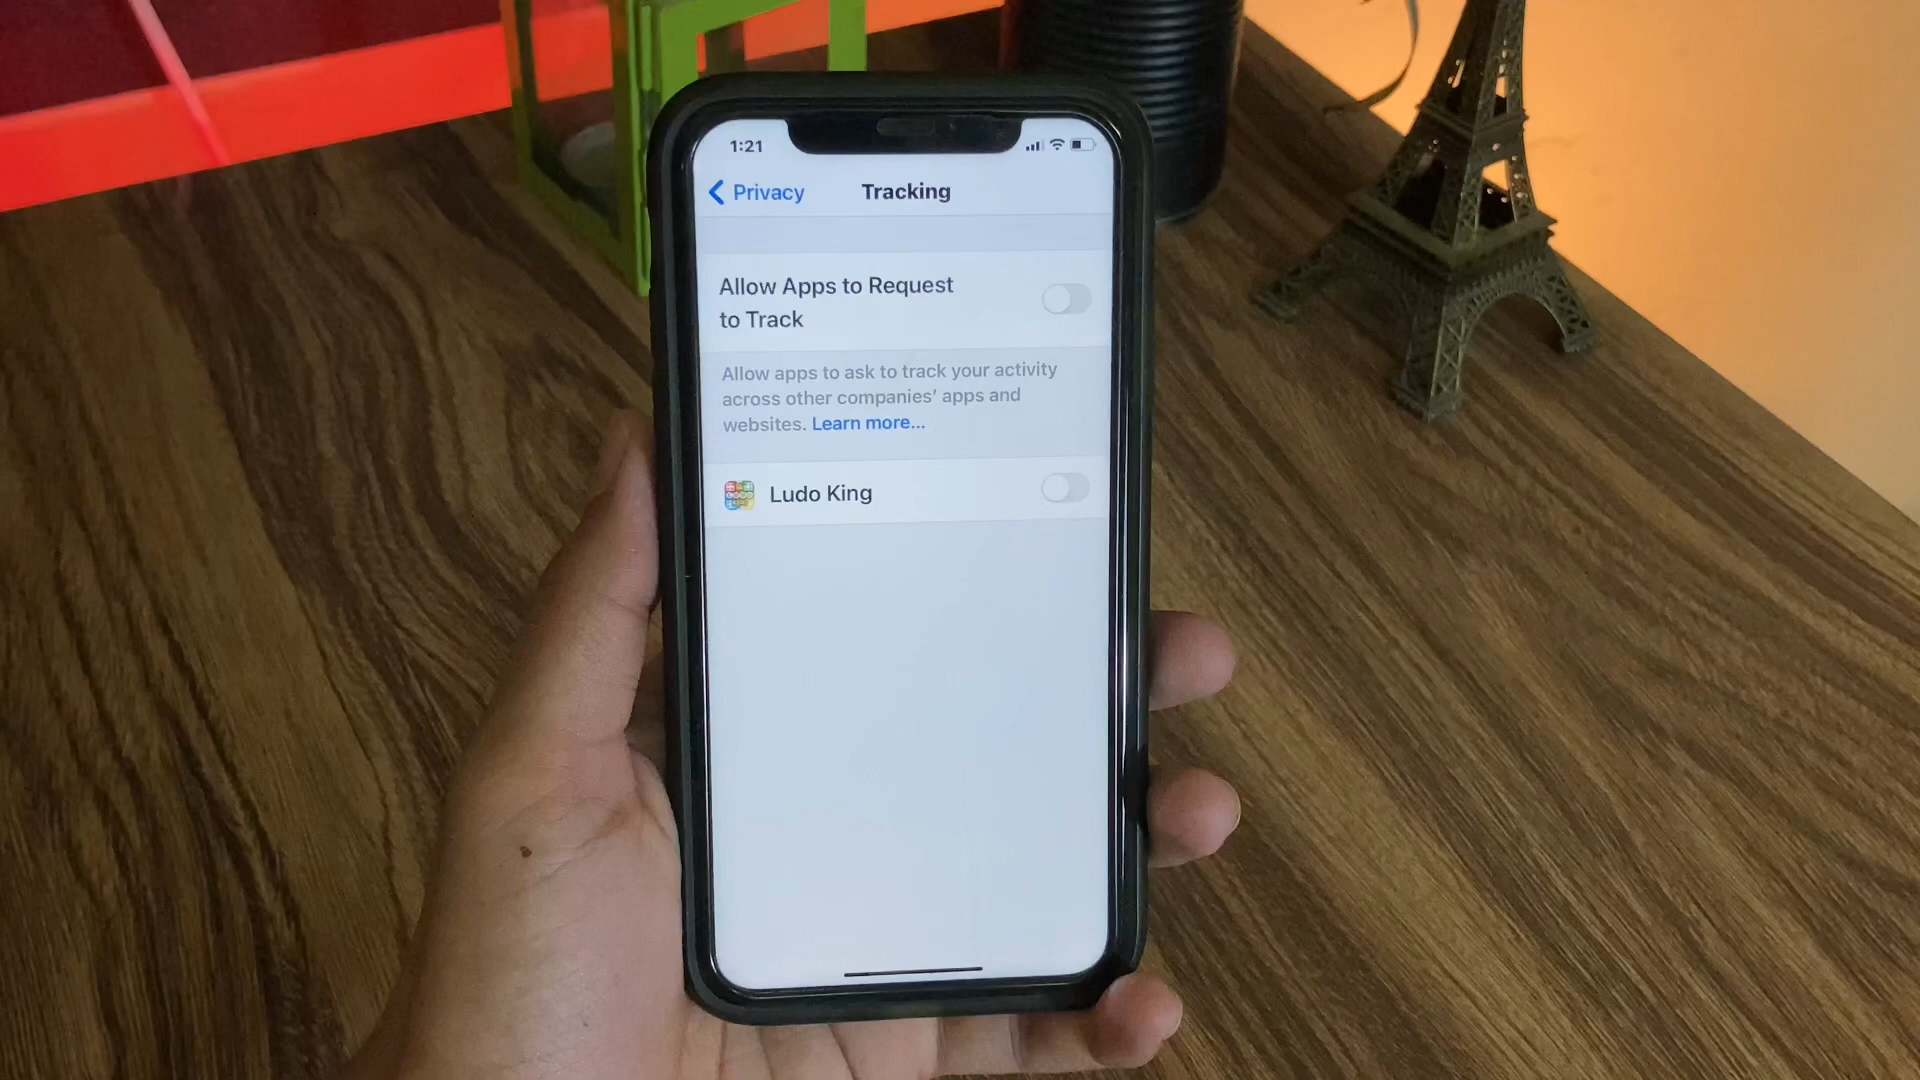 1:21
Privacy
Tracking
Allow Apps to Request
to Track
Allow apps to ask to track your activity
across other companies' apps and
websites. Learn more...
Ludo King